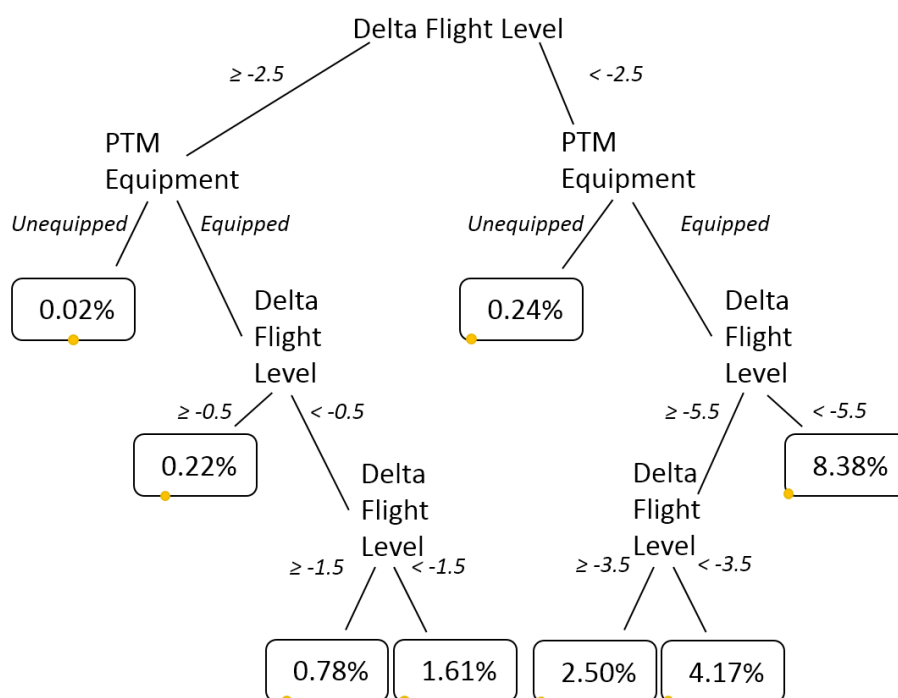 Delta Flight Level
≥ -2.5
< -2.5
PTM
Equipment
PTM
Equipment
Unequipped
Equipped
Unequipped
Equipped
0.02%
Delta
Flight
Level
0.24%
Delta
Flight
Level
≥ -0.5
< -0.5
≥ -5.5
< -5.5
0.22%
Delta
Flight
Level
Delta
Flight
Level
8.38%
≥ -1.5
< -1.5
≥ -3.5
< -3.5
0.78%
1.61%
2.50%
4.17%